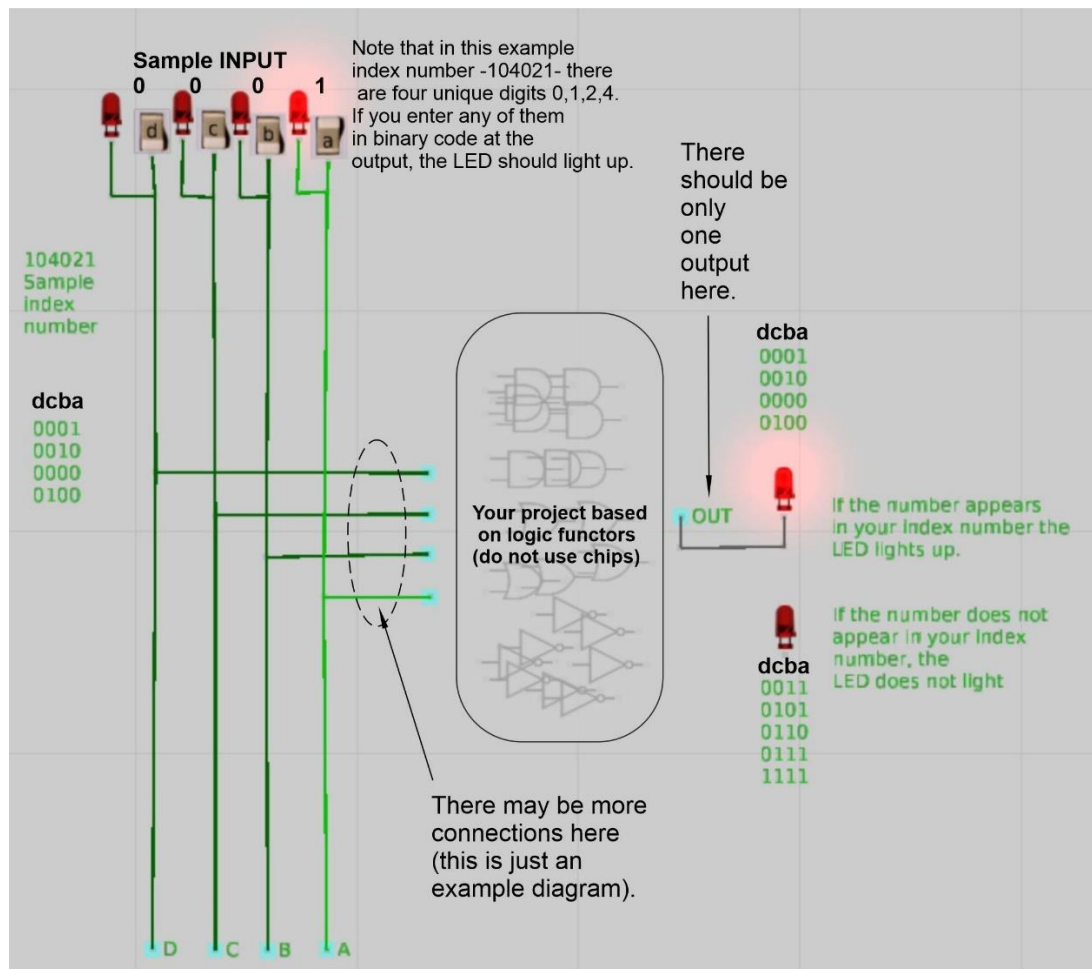 Sample INPUT
0 0 0 1
d c b a
Note that in this example
index number -104021- there
are four unique digits 0,1,2,4.
If you enter any of them
in binary code at the
output, the LED should light up.
There
should be
only
one
output
here.
104021
Sample
index
number
dcba
0001
0010
0000
0100
dcba
0001
0010
0000
0100
Your project based
on logic functors
(do not use chips)
OUT
If the number appears
in your index number the
LED lights up.
If the number does not
appear in your index
number, the
LED does not light
dcba
0011
0101
0110
0111
1111
There may be more
connections here
(this is just an
example diagram).
D C B A